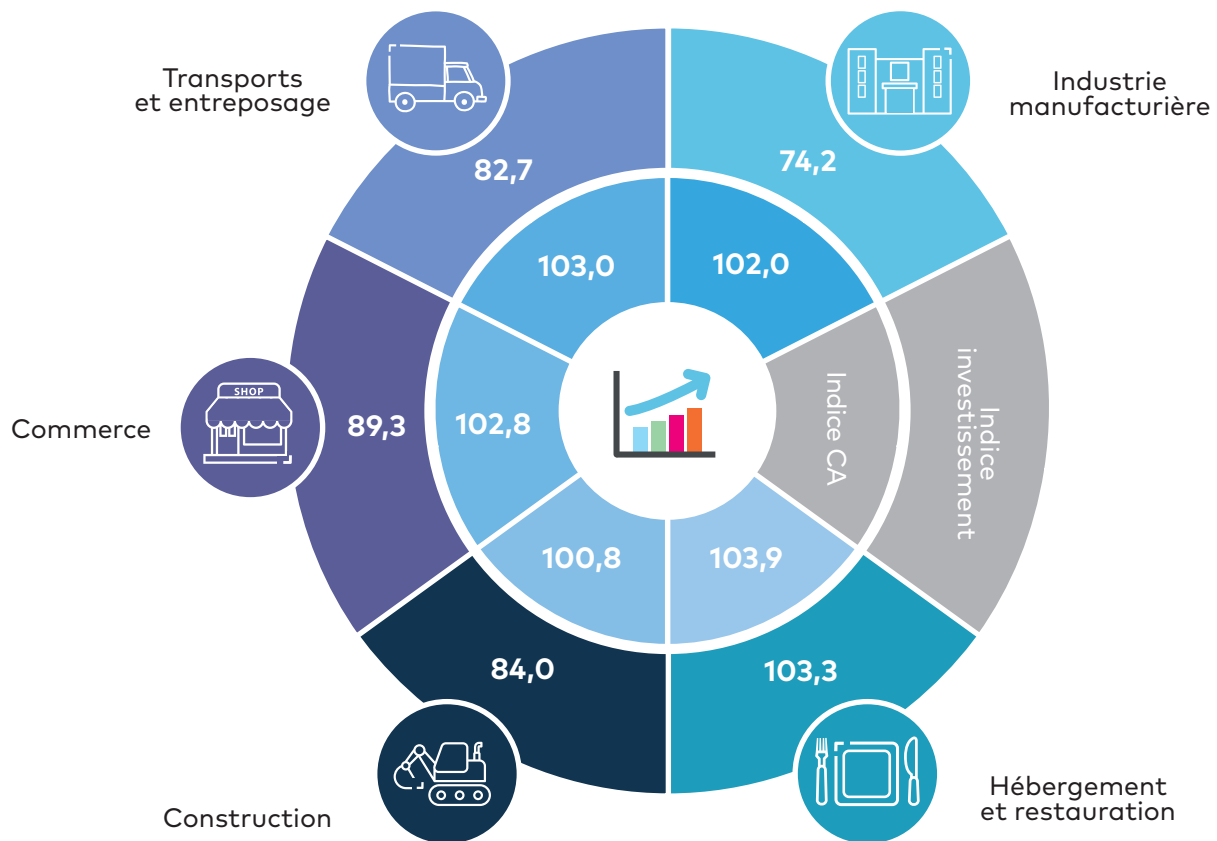 Transports
et entreposage
Industrie
manufacturière
82,7
74,2
103,0
102,0
Commerce
SHOP
89,3
102,8
Indice CA
Indice
investissement
100,8
103,9
84,0
103,3
Construction
Hébergement
et restauration